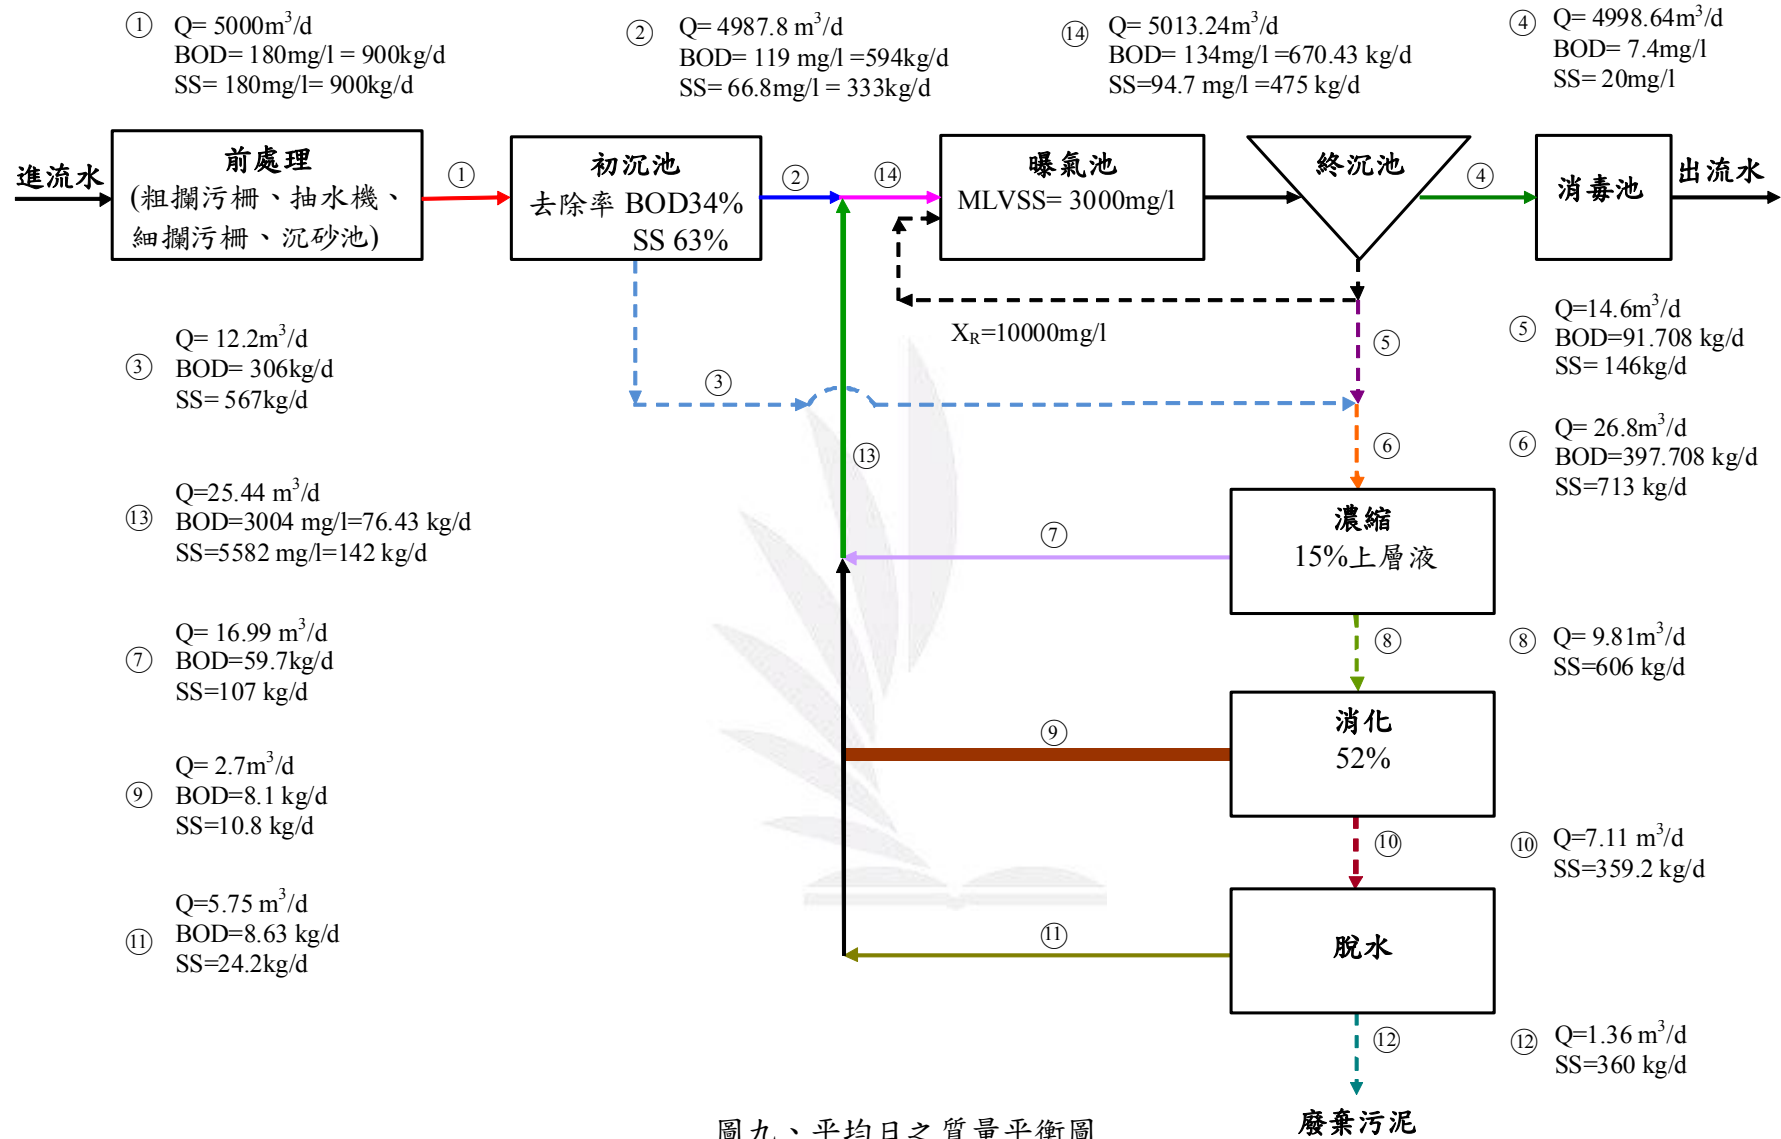 ① Q= 5000m³/d
BOD= 180mg/l = 900kg/d
SS= 180mg/l= 900kg/d
② Q= 4987.8 m³/d
BOD= 119 mg/l =594kg/d
SS= 66.8mg/l = 333kg/d
⑭ Q= 5013.24m³/d
BOD= 134mg/l =670.43 kg/d
SS=94.7 mg/l =475 kg/d
④ Q= 4998.64m³/d
BOD= 7.4mg/l
SS= 20mg/l
進流水
前處理
(粗攔污柵、抽水機、
細攔污柵、沉砂池)
①
初沉池
去除率 BOD34%
SS 63%
②
⑭
曝氣池
MLVSS= 3000mg/l
終沉池
④
消毒池
出流水
X_R=10000mg/l
⑤
③
⑥
⑬
③ Q= 12.2m³/d
BOD= 306kg/d
SS= 567kg/d
⑤ Q=14.6m³/d
BOD=91.708 kg/d
SS= 146kg/d
⑥ Q= 26.8m³/d
BOD=397.708 kg/d
SS=713 kg/d
⑬ Q=25.44 m³/d
BOD=3004 mg/l=76.43 kg/d
SS=5582 mg/l=142 kg/d
濃縮
15%上層液
⑦
⑧
⑦ Q= 16.99 m³/d
BOD=59.7kg/d
SS=107 kg/d
⑧ Q= 9.81m³/d
SS=606 kg/d
消化
52%
⑨
⑩
⑨ Q= 2.7m³/d
BOD=8.1 kg/d
SS=10.8 kg/d
⑩ Q=7.11 m³/d
SS=359.2 kg/d
脫水
⑪
⑫
⑪ Q=5.75 m³/d
BOD=8.63 kg/d
SS=24.2kg/d
⑫ Q=1.36 m³/d
SS=360 kg/d
廢棄污泥
圖九、平均日之質量平衡圖